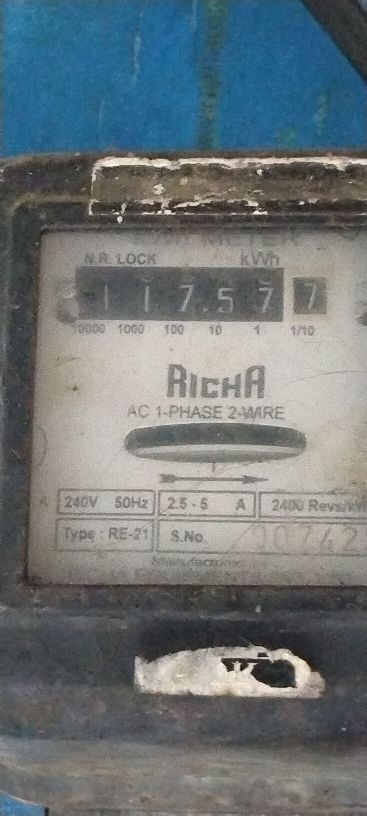 N.R. LOCK kWh
1 1 7 5 7 7
10000 1000 100 10 1 1/10
RICHA
AC 1-PHASE 2-WIRE
A 240V 50Hz 2.5 - 5 A 2400 Revs/k
Type : RE-21 S.No. 00742